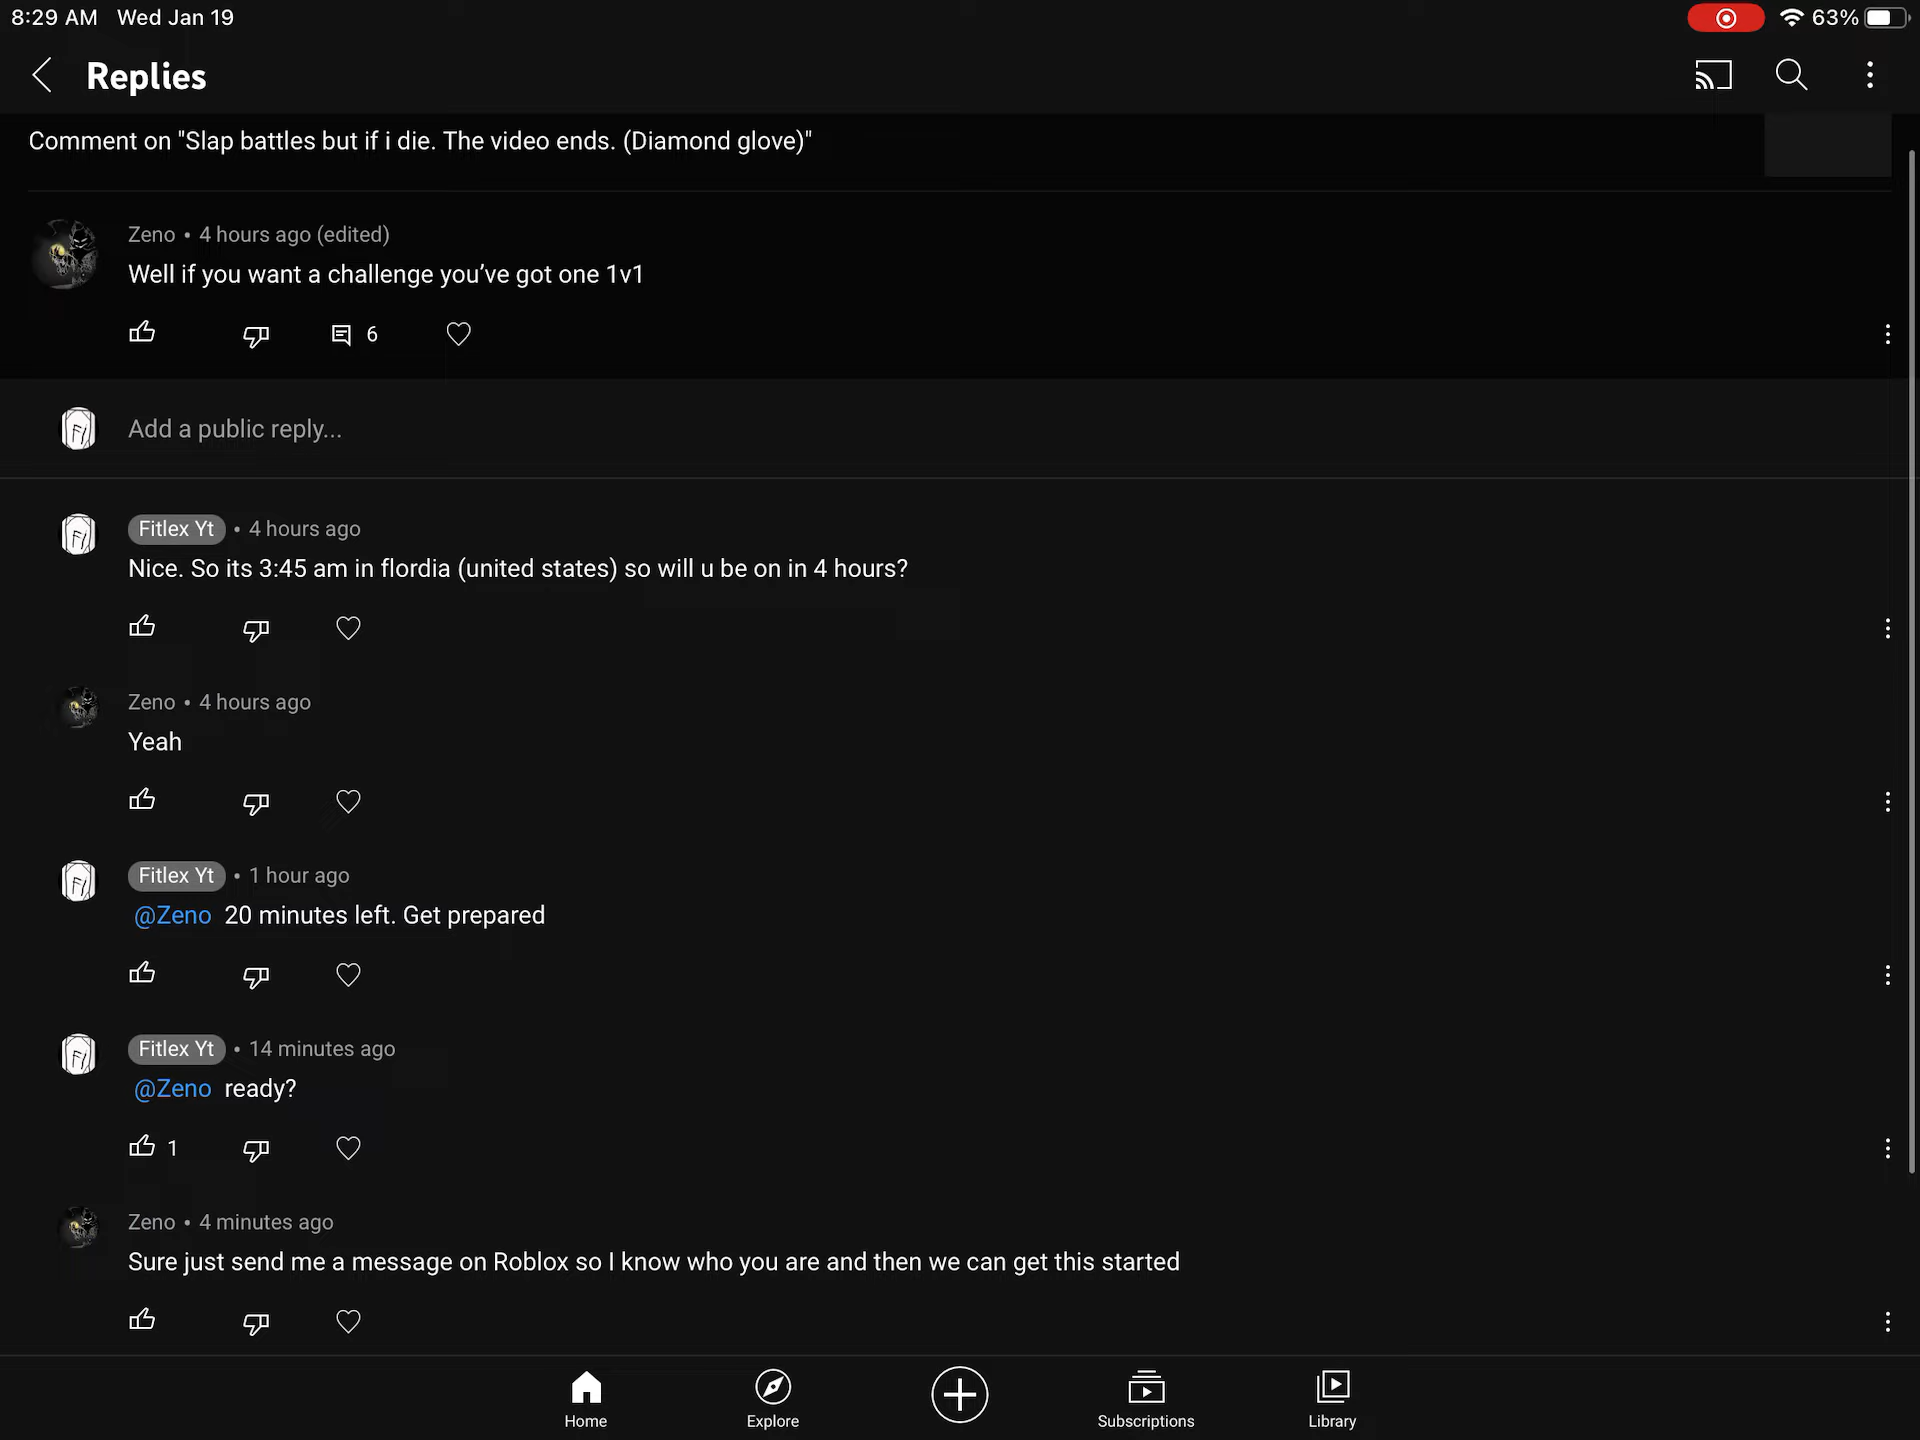 8:29 AM Wed Jan 19
63%
Replies
Comment on "Slap battles but if i die. The video ends. (Diamond glove)"
Zeno • 4 hours ago (edited)
Well if you want a challenge you’ve got one 1v1
6
Add a public reply...
Fitlex Yt • 4 hours ago
Nice. So its 3:45 am in flordia (united states) so will u be on in 4 hours?
Zeno • 4 hours ago
Yeah
Fitlex Yt • 1 hour ago
@Zeno 20 minutes left. Get prepared
Fitlex Yt • 14 minutes ago
@Zeno ready?
1
Zeno • 4 minutes ago
Sure just send me a message on Roblox so I know who you are and then we can get this started
Home Explore Subscriptions Library